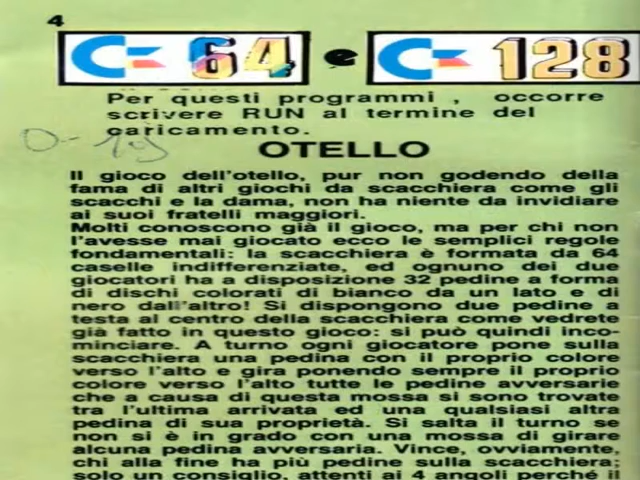 4
C= 64 e C= 128
Per questi programmi , occorre
scrivere RUN al termine del
caricamento.
OTELLO
Il gioco dell'otello, pur non godendo della
fama di altri giochi da scacchiera come gli
scacchi e la dama, non ha niente da invidiare
ai suoi fratelli maggiori.
Molti conoscono già il gioco, ma per chi non
l'avesse mai giocato ecco le semplici regole
fondamentali: la scacchiera è formata da 64
caselle indifferenziate, ed ognuno dei due
giocatori ha a disposizione 32 pedine a forma
di dischi colorati di bianco da un lato e di
nero dall'altro! Si dispongono due pedine a
testa al centro della scacchiera come vedrete
già fatto in questo gioco: si può quindi inco-
minciare. A turno ogni giocatore pone sulla
scacchiera una pedina con il proprio colore
verso l'alto e gira ponendo sempre il proprio
colore verso l'alto tutte le pedine avversarie
che a causa di questa mossa si sono trovate
tra l'ultima arrivata ed una qualsiasi altra
pedina di sua proprietà. Si salta il turno se
non si è in grado con una mossa di girare
alcuna pedina avversaria. Vince, ovviamente,
chi alla fine ha più pedine sulla scacchiera;
solo un consiglio, attenti ai 4 angoli perché il